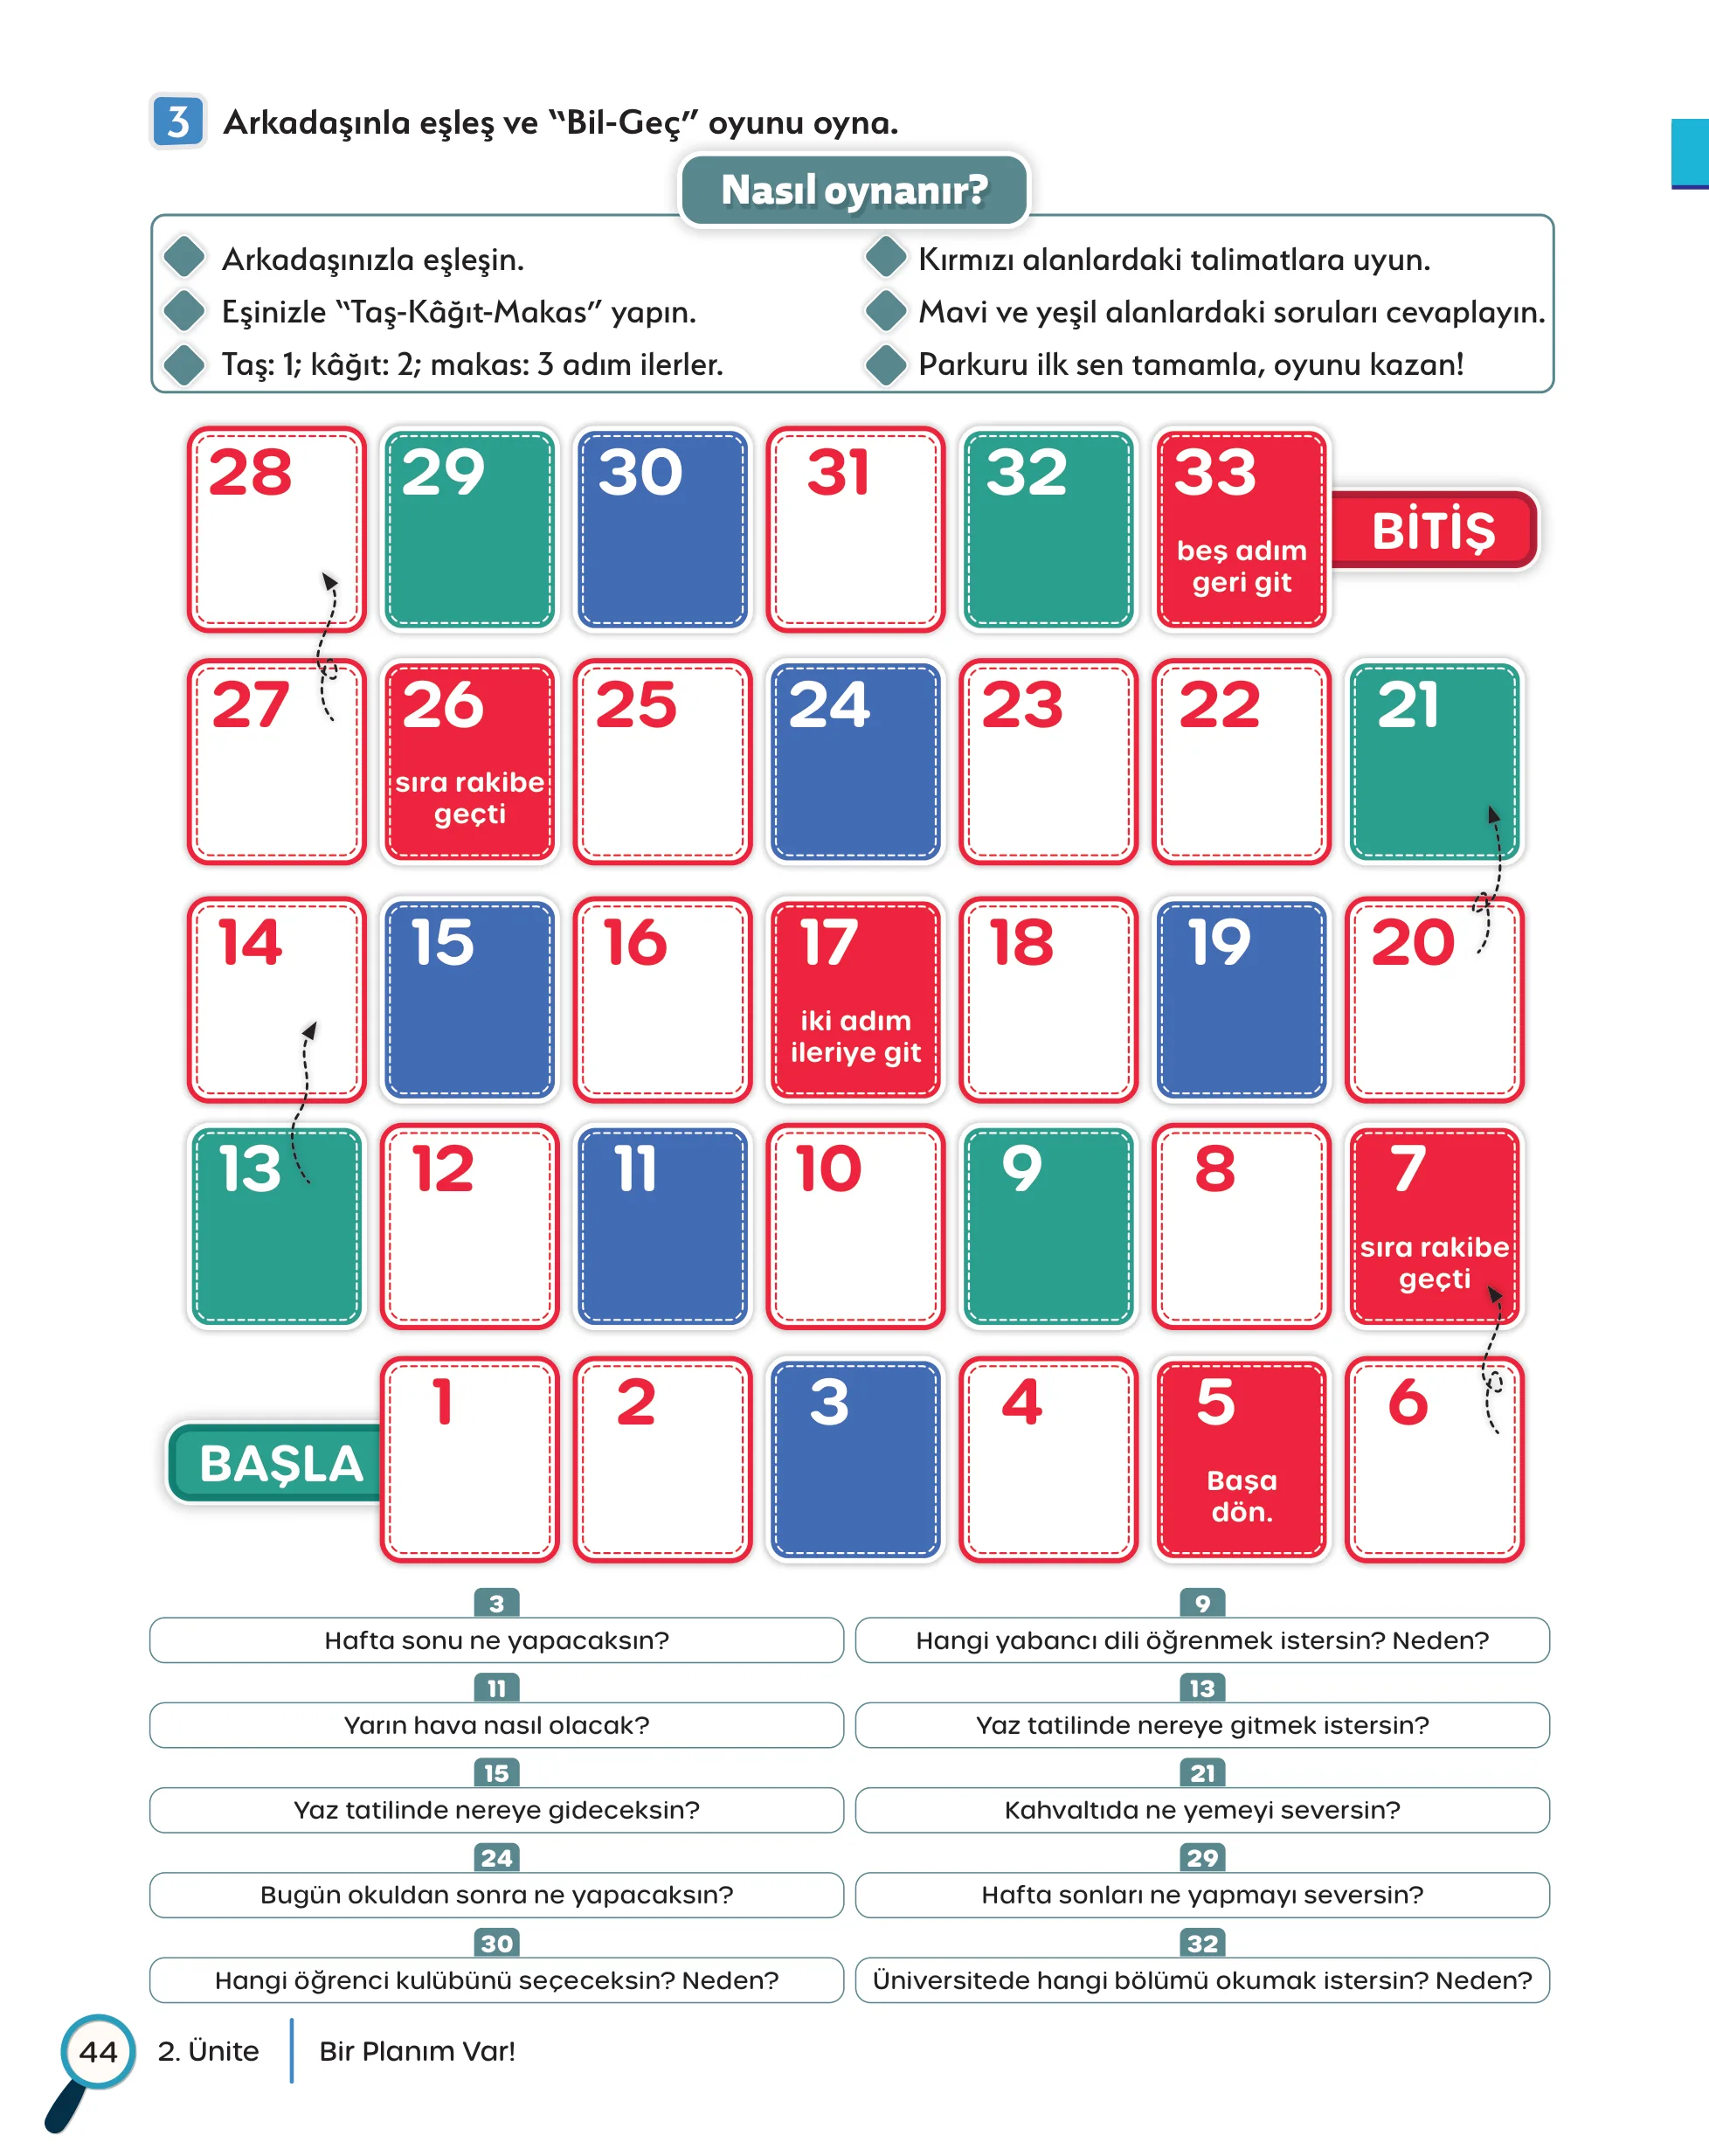 3 Arkadaşınla eşleş ve “Bil-Geç” oyunu oyna.
Nasıl oynanır?
Arkadaşınızla eşleşin.
Eşinizle “Taş-Kâğıt-Makas” yapın.
Taş: 1; kâğıt: 2; makas: 3 adım ilerler.
Kırmızı alanlardaki talimatlara uyun.
Mavi ve yeşil alanlardaki soruları cevaplayın.
Parkuru ilk sen tamamla, oyunu kazan!
28 29 30 31 32 33
beş adım
geri git
BİTİŞ
27 26 25 24 23 22 21
sıra rakibe
geçti
14 15 16 17 18 19 20
iki adım
ileriye git
13 12 11 10 9 8 7
sıra rakibe
geçti
BAŞLA
1 2 3 4 5 6
Başa
dön.
3
Hafta sonu ne yapacaksın?
9
Hangi yabancı dili öğrenmek istersin? Neden?
11
Yarın hava nasıl olacak?
13
Yaz tatilinde nereye gitmek istersin?
15
Yaz tatilinde nereye gideceksin?
21
Kahvaltıda ne yemeyi seversin?
24
Bugün okuldan sonra ne yapacaksın?
29
Hafta sonları ne yapmayı seversin?
30
Hangi öğrenci kulübünü seçeceksin? Neden?
32
Üniversitede hangi bölümü okumak istersin? Neden?
44 2. Ünite Bir Planım Var!